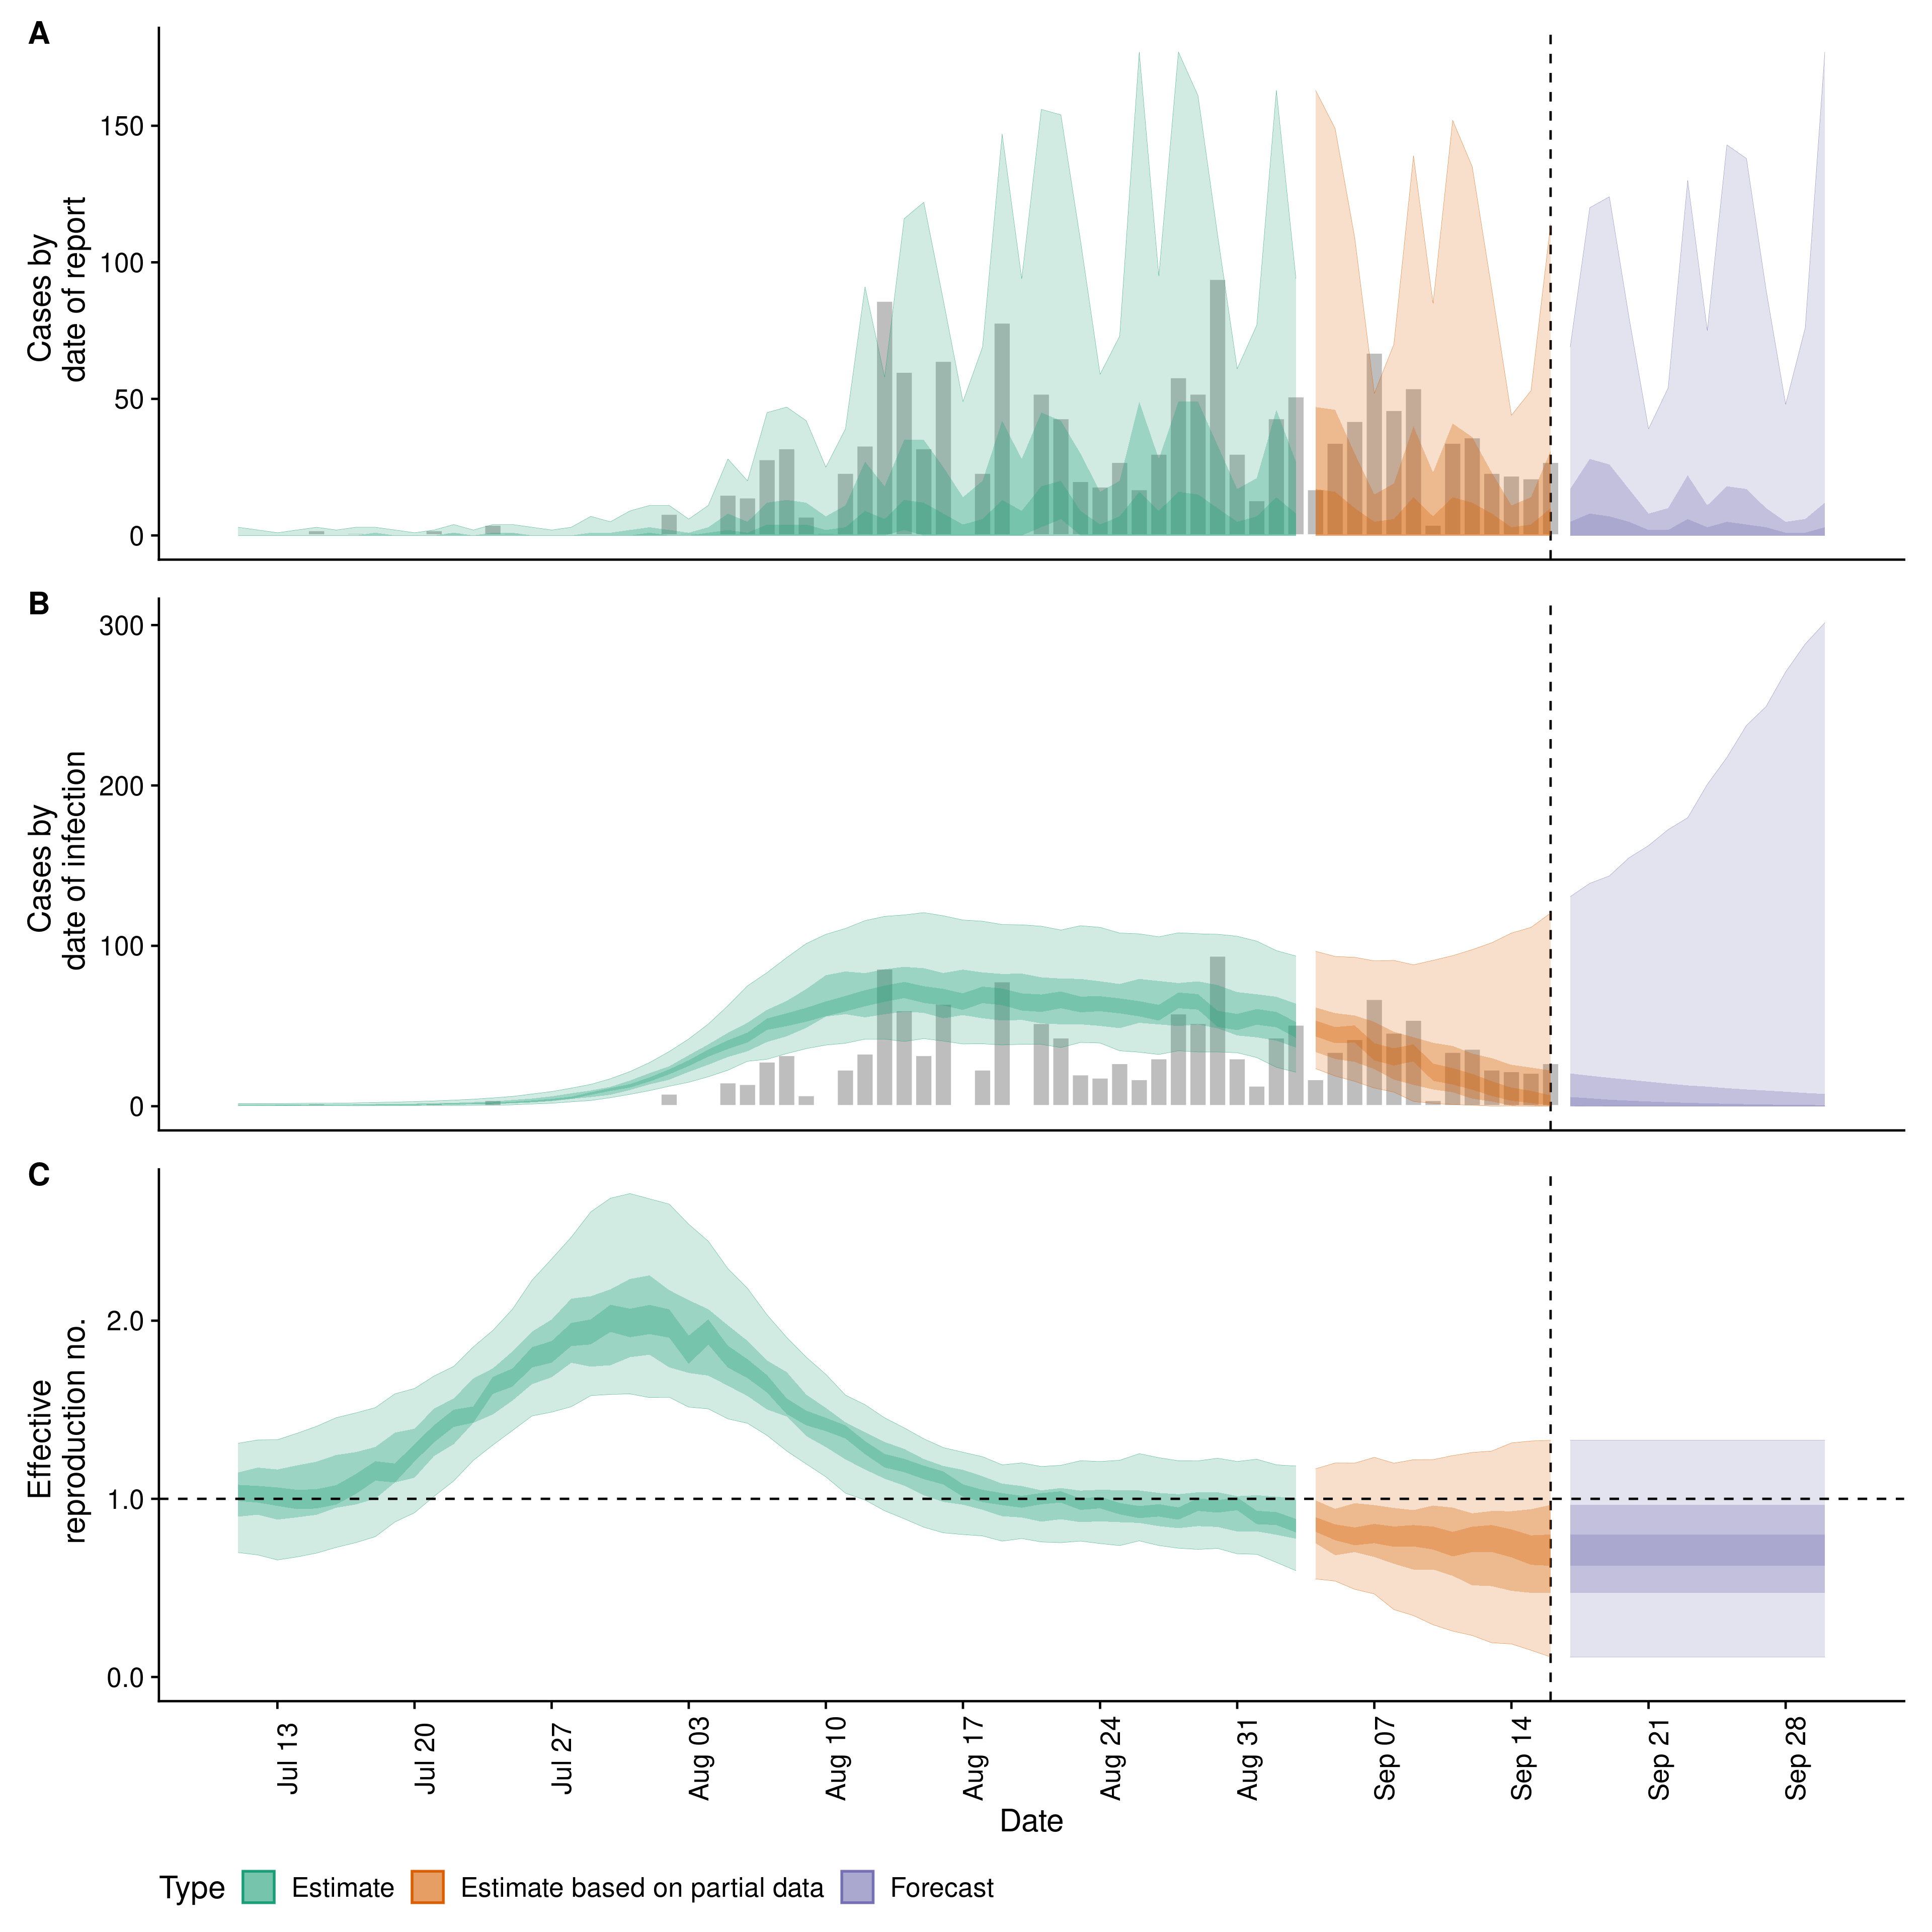 A
Cases by
date of report
150
100
50
0
B
Cases by
date of infection
300
200
100
0
C
Effective
reproduction no.
2.0
1.0
0.0
Jul 13
Jul 20
Jul 27
Aug 03
Aug 10
Aug 17
Aug 24
Aug 31
Sep 07
Sep 14
Sep 21
Sep 28
Date
Type Estimate Estimate based on partial data Forecast